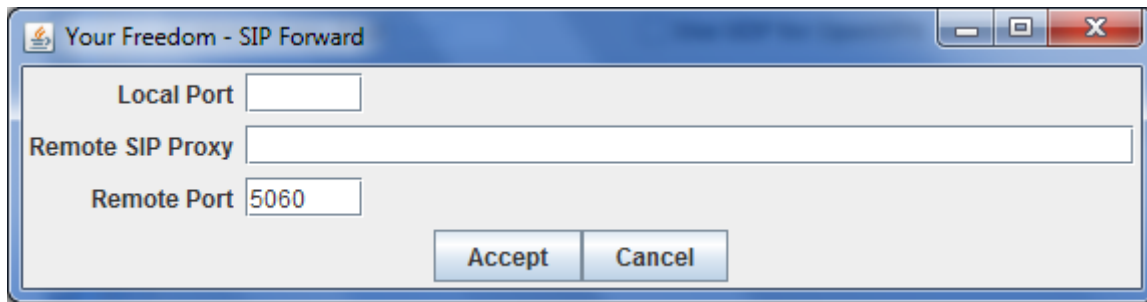 Your Freedom - SIP Forward
Local Port
Remote SIP Proxy
Remote Port 5060
Accept Cancel